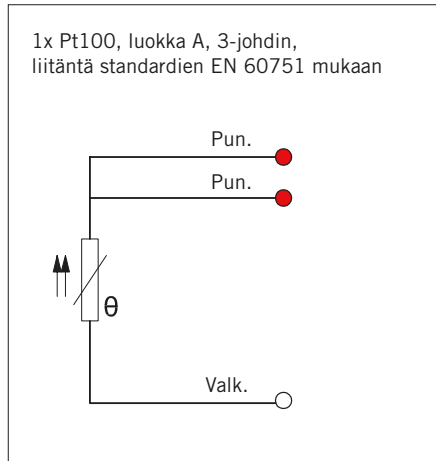 1x Pt100, luokka A, 3-johdin,
liitäntä standardien EN 60751 mukaan
Pun.
Pun.
θ
Valk.